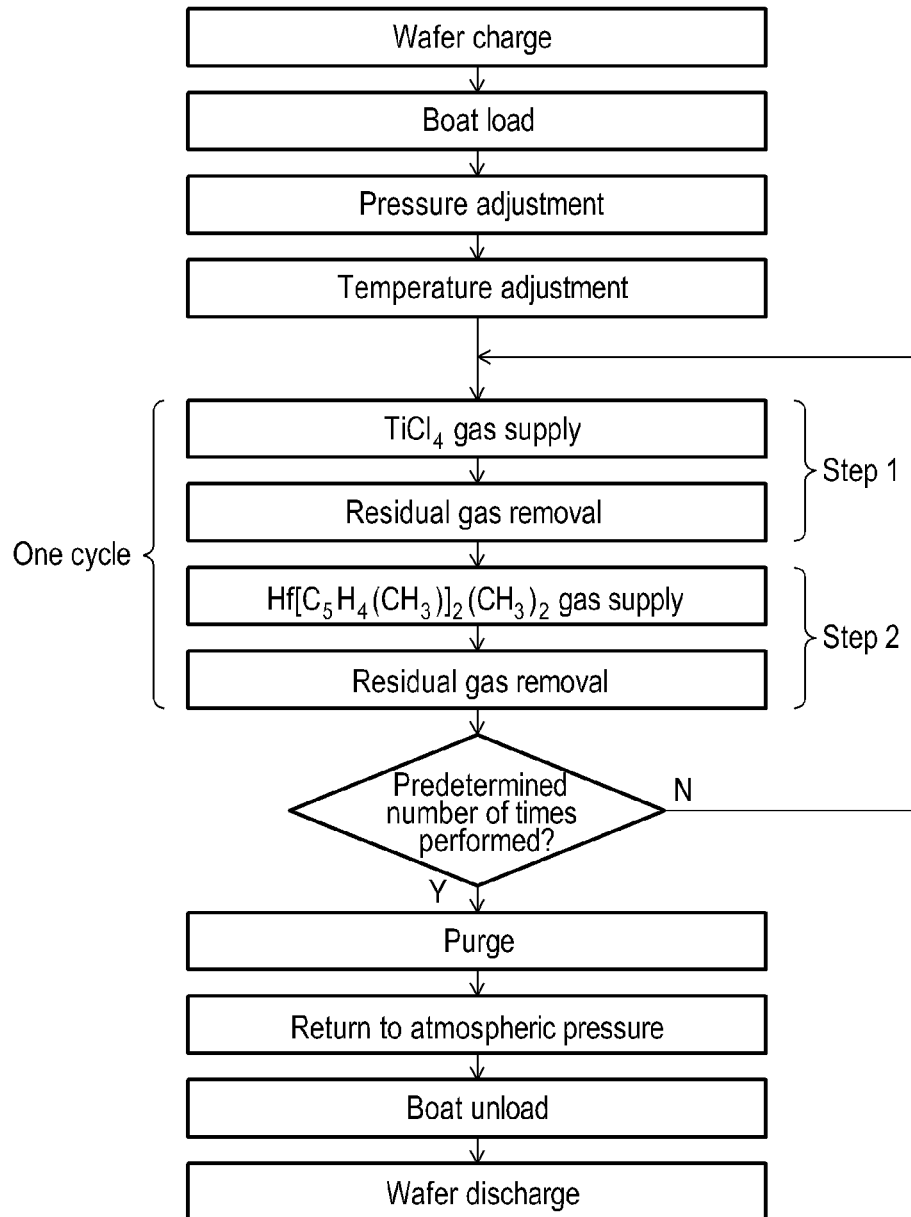 Wafer charge
Boat load
Pressure adjustment
Temperature adjustment
TiCl₄ gas supply
Step 1
Residual gas removal
One cycle
Hf[C₅H₄(CH₃)]₂(CH₃)₂ gas supply
Step 2
Residual gas removal
Predetermined
number of times
performed?
N
Y
Purge
Return to atmospheric pressure
Boat unload
Wafer discharge